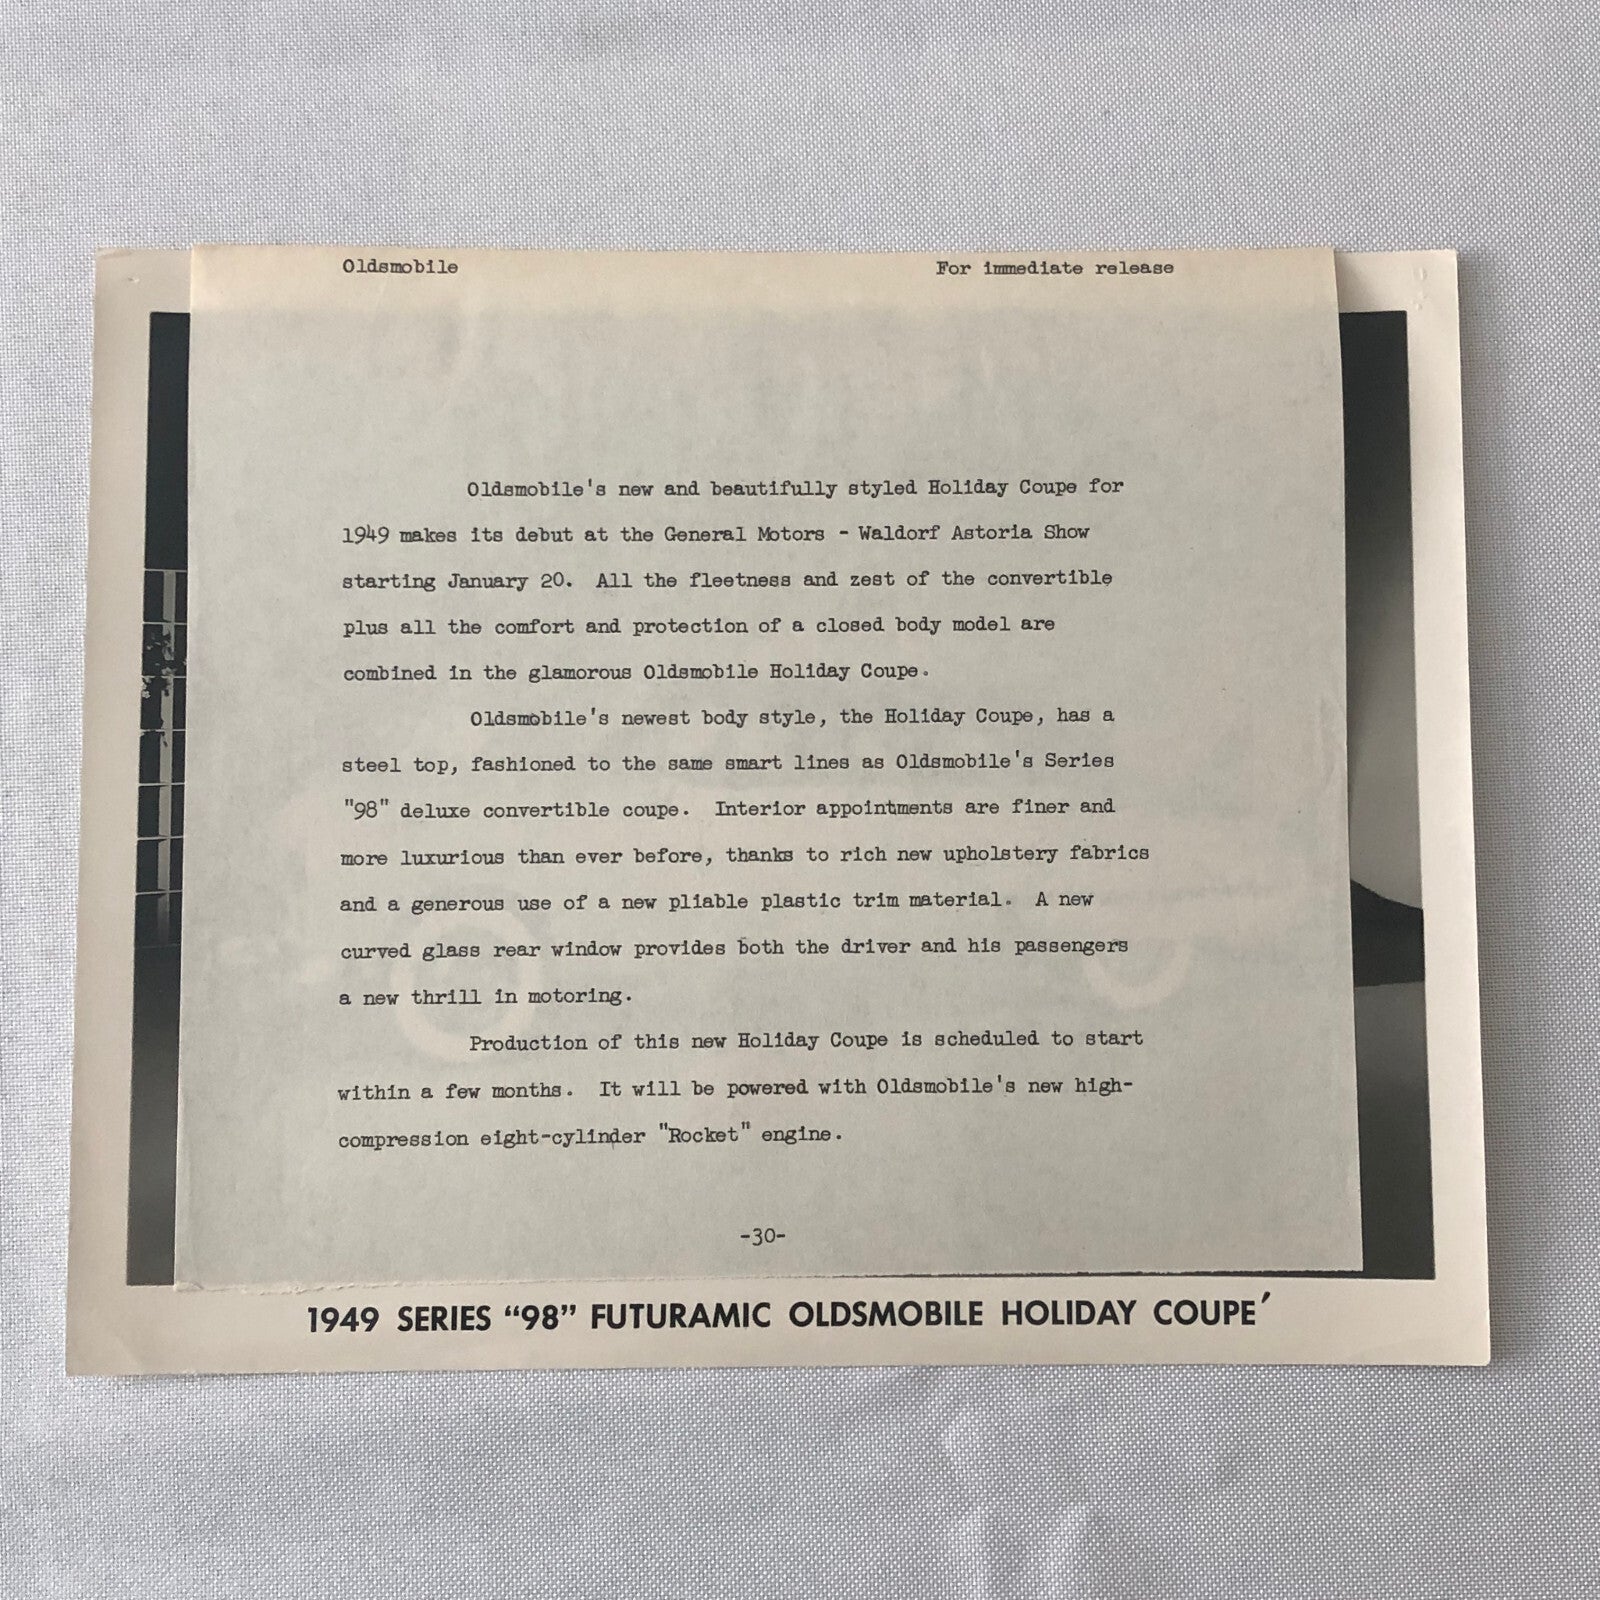 Oldsmobile For immediate release
Oldsmobile's new and beautifully styled Holiday Coupe for
1949 makes its debut at the General Motors - Waldorf Astoria Show
starting January 20. All the fleetness and zest of the convertible
plus all the comfort and protection of a closed body model are
combined in the glamorous Oldsmobile Holiday Coupe.
Oldsmobile's newest body style, the Holiday Coupe, has a
steel top, fashioned to the same smart lines as Oldsmobile's Series
"98" deluxe convertible coupe. Interior appointments are finer and
more luxurious than ever before, thanks to rich new upholstery fabrics
and a generous use of a new pliable plastic trim material. A new
curved glass rear window provides both the driver and his passengers
a new thrill in motoring.
Production of this new Holiday Coupe is scheduled to start
within a few months. It will be powered with Oldsmobile's new high-
compression eight-cylinder "Rocket" engine.
-30-
1949 SERIES “98” FUTURAMIC OLDSMOBILE HOLIDAY COUPE′